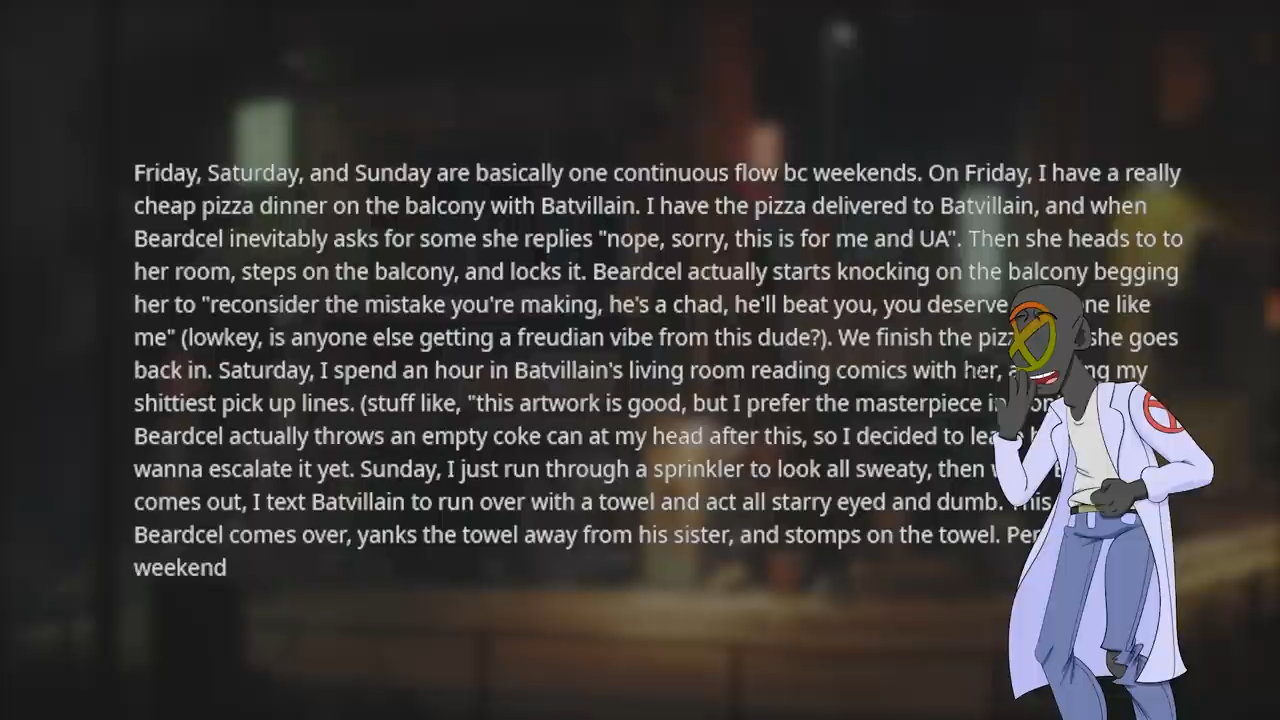 Friday, Saturday, and Sunday are basically one continuous flow bc weekends. On Friday, I have a really
cheap pizza dinner on the balcony with Batvillain. I have the pizza delivered to Batvillain, and when
Beardcel inevitably asks for some she replies "nope, sorry, this is for me and UA". Then she heads to to
her room, steps on the balcony, and locks it. Beardcel actually starts knocking on the balcony begging
her to "reconsider the mistake you're making, he's a chad, he'll beat you, you deserve like
me" (lowkey, is anyone else getting a freudian vibe from this dude?). We finish the she goes
back in. Saturday, I spend an hour in Batvillain's living room reading comics with her, my
shittiest pick up lines. (stuff like, "this artwork is good, but I prefer the masterpiece
Beardcel actually throws an empty coke can at my head after this, so I decided to
wanna escalate it yet. Sunday, I just run through a sprinkler to look all sweaty, then
comes out, I text Batvillain to run over with a towel and act all starry eyed and dumb.
Beardcel comes over, yanks the towel away from his sister, and stomps on the towel.
weekend